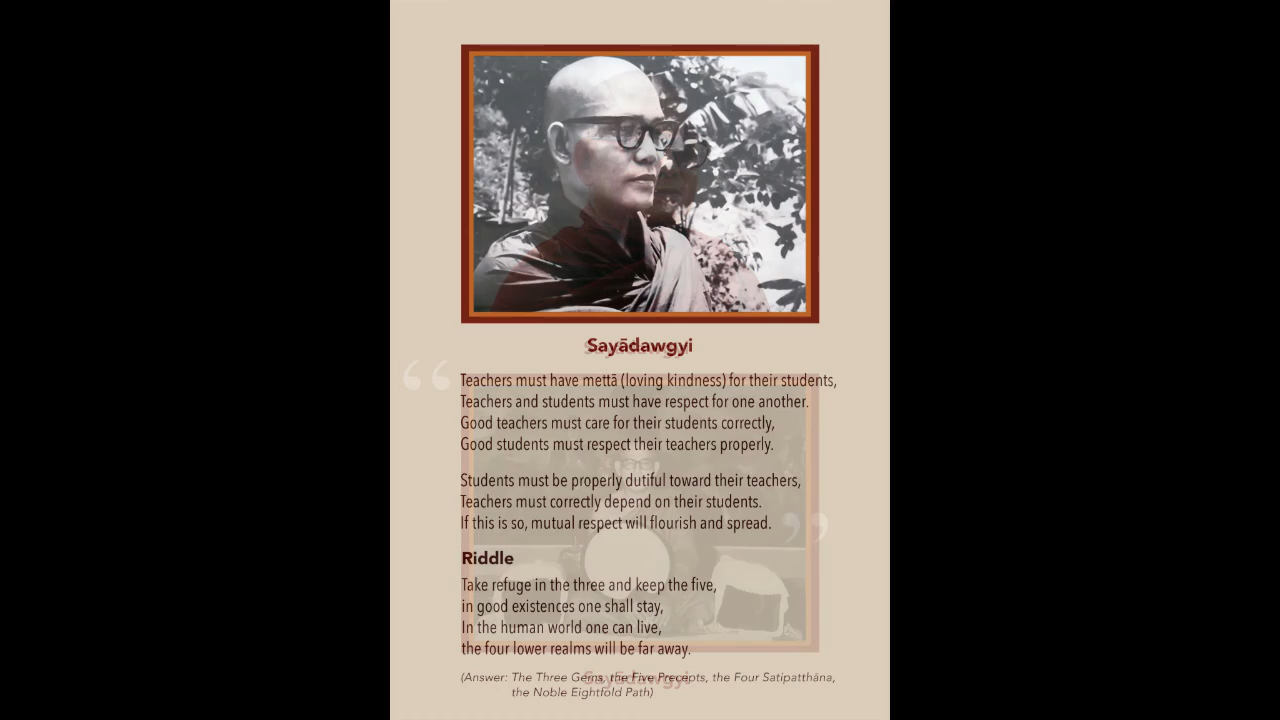 Sayādawgyi
“
Teachers must have mettā (loving kindness) for their students,
Teachers and students must have respect for one another.
Good teachers must care for their students correctly,
Good students must respect their teachers properly.
Students must be properly dutiful toward their teachers,
Teachers must correctly depend on their students.
If this is so, mutual respect will flourish and spread.
”
Riddle
Take refuge in the three and keep the five,
in good existences one shall stay,
In the human world one can live,
the four lower realms will be far away.
(Answer: The Three Gems, the Five Precepts, the Four Satipatthāna,
the Noble Eightfold Path)
Sayādawgyi